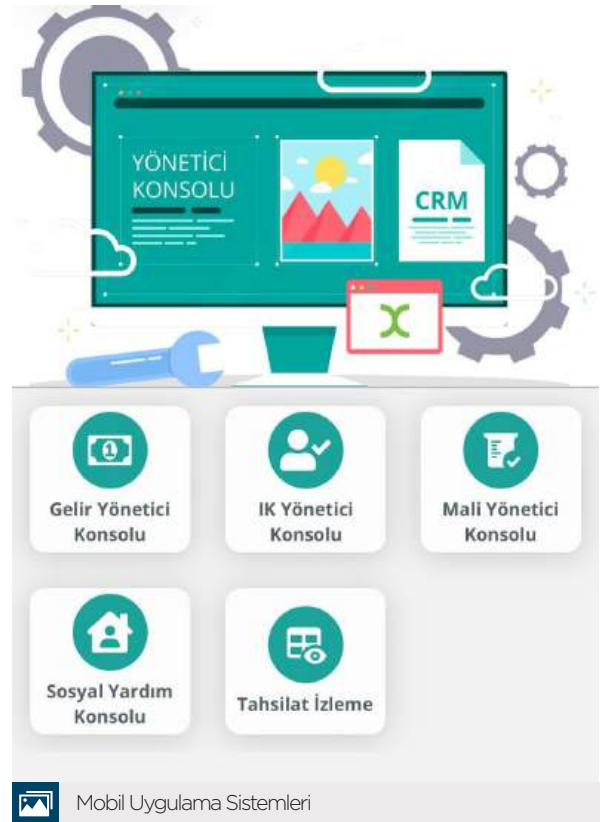 YÖNETİCİ
KONSOLU
CRM
Gelir Yönetici
Konsolu
IK Yönetici
Konsolu
Mali Yönetici
Konsolu
Sosyal Yardım
Konsolu
Tahsilat İzleme
Mobil Uygulama Sistemleri